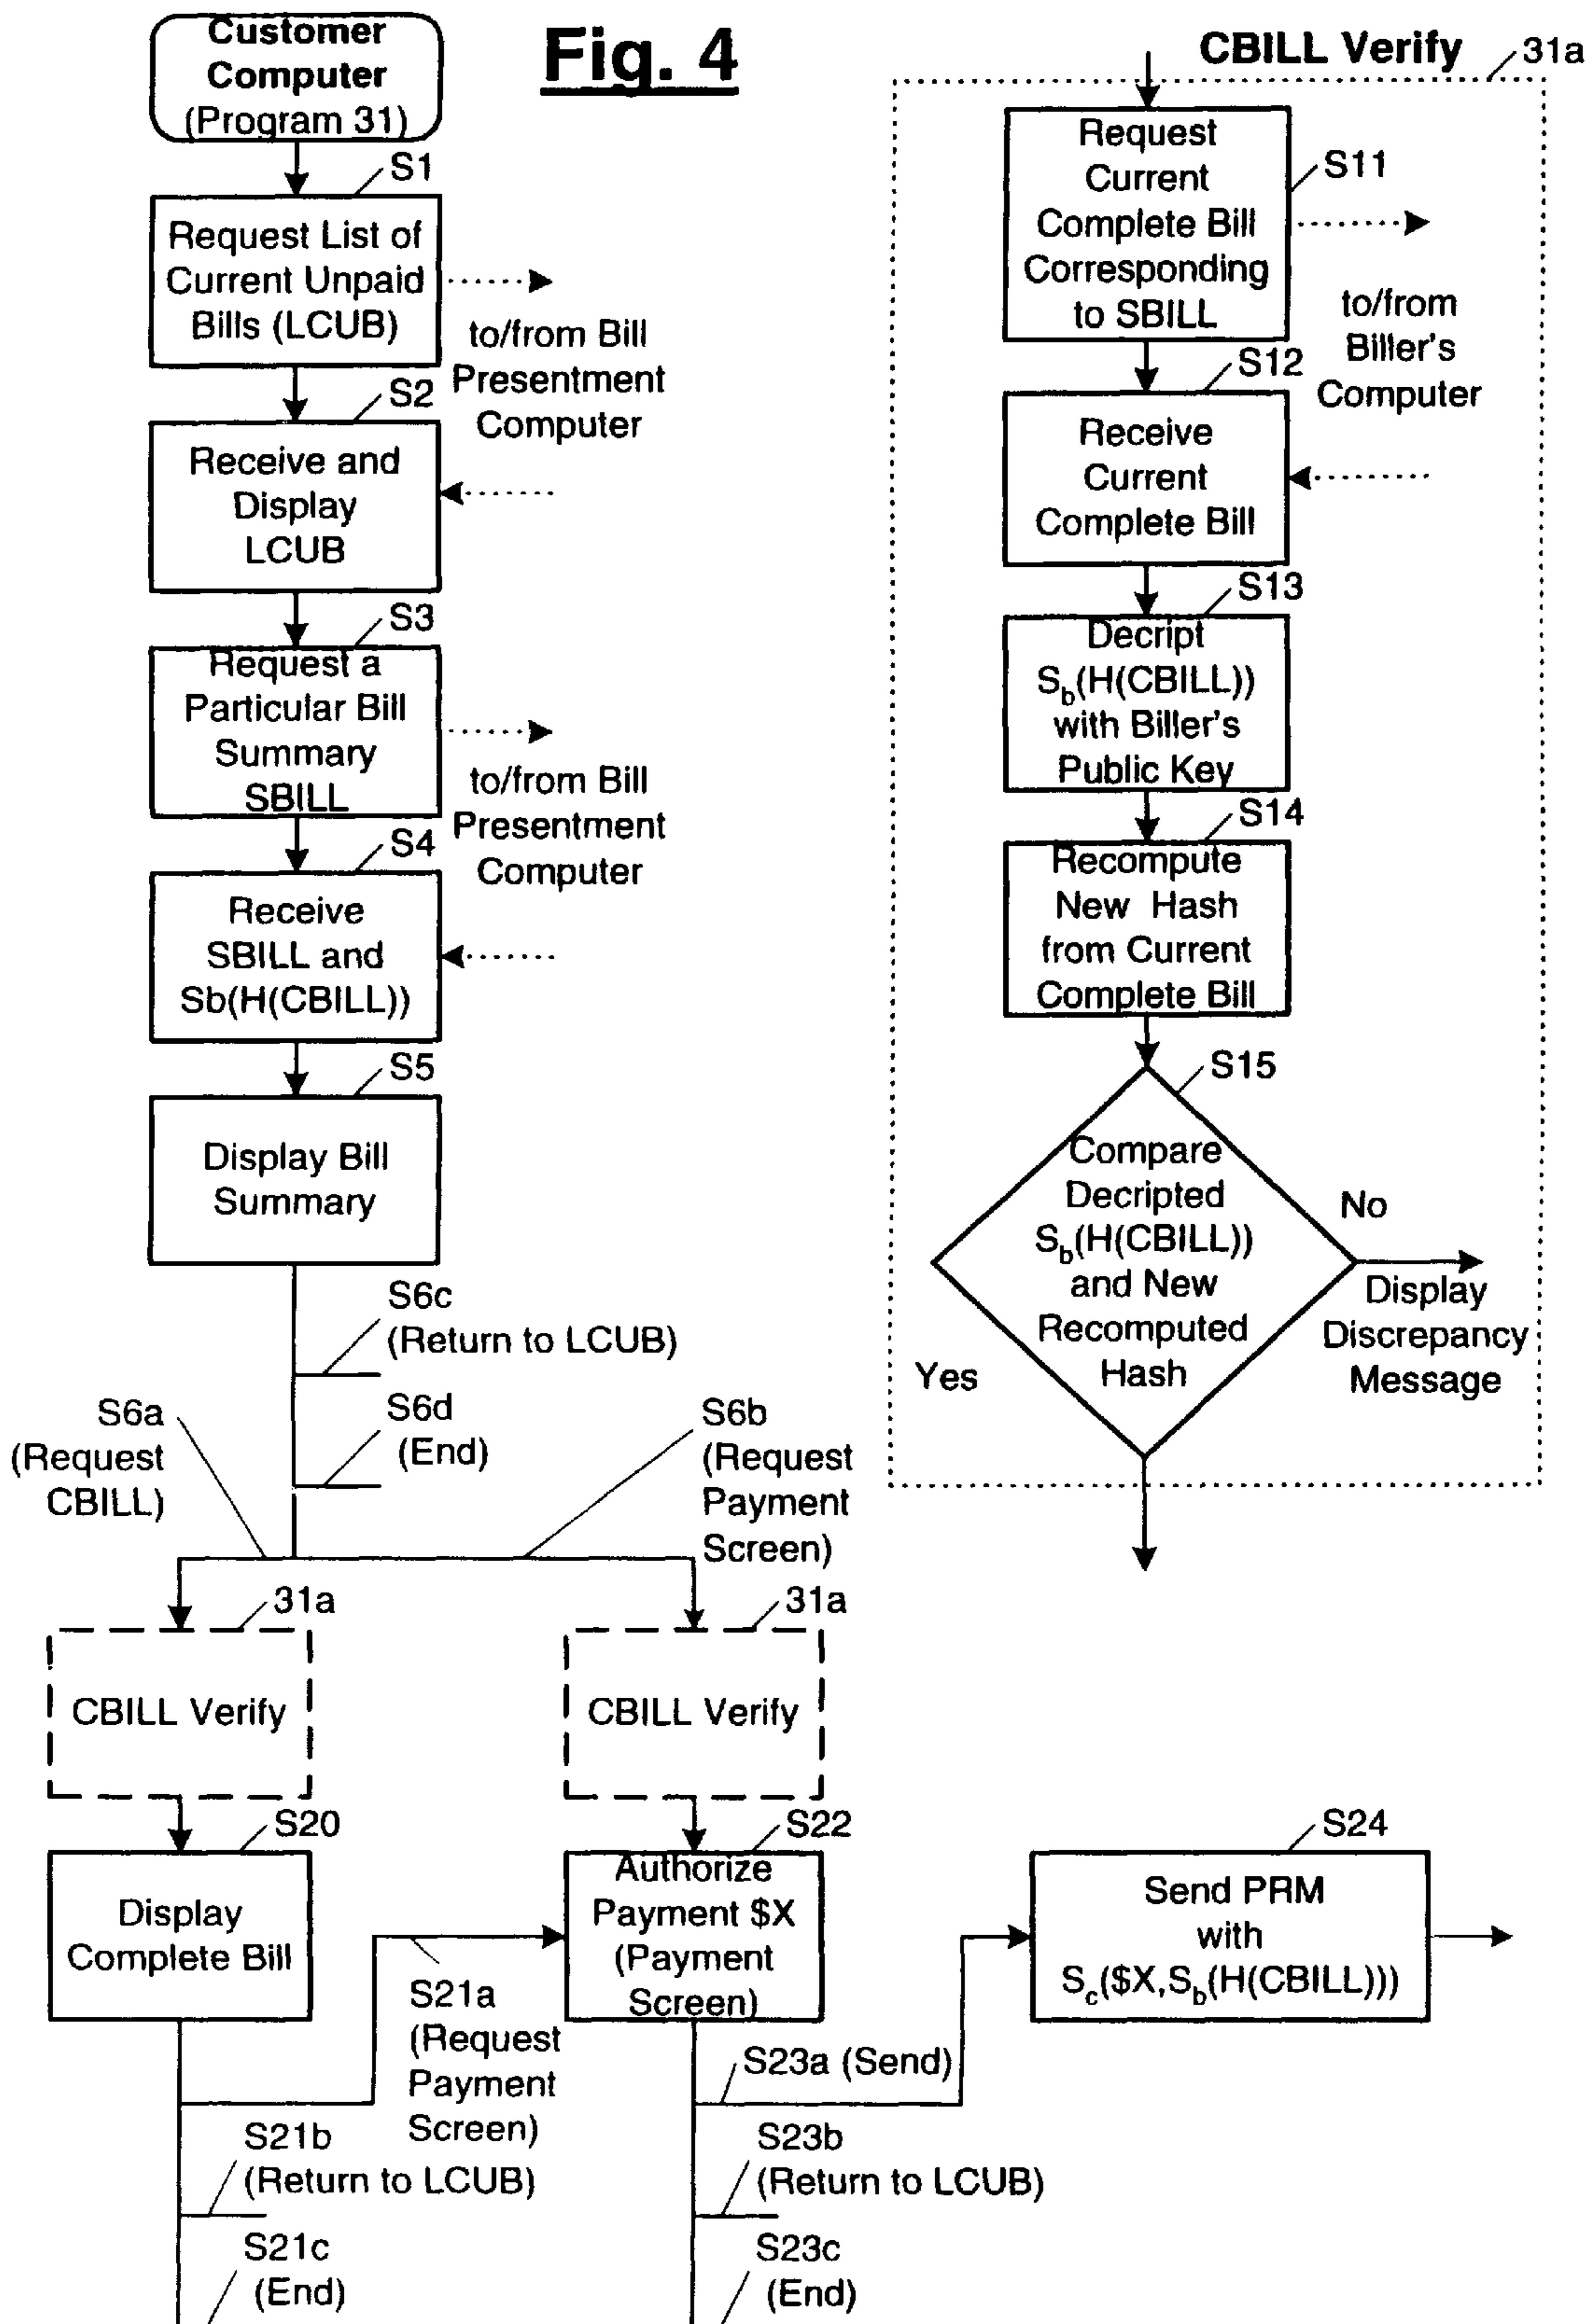 Fig. 4
Customer
Computer
(Program 31)
S1
Request List of
Current Unpaid
Bills (LCUB)
to/from Bill
Presentment
Computer
S2
Receive and
Display
LCUB
S3
Request a
Particular Bill
Summary
SBILL
to/from Bill
Presentment
Computer
S4
Receive
SBILL and
Sb(H(CBILL))
S5
Display Bill
Summary
S6c
(Return to LCUB)
S6d
(End)
S6a
(Request
CBILL)
S6b
(Request
Payment
Screen)
31a
CBILL Verify
31a
CBILL Verify
S20
Display
Complete Bill
S21a
(Request
Payment
Screen)
S21b
(Return to LCUB)
S21c
(End)
S22
Authorize
Payment $X
(Payment
Screen)
S23a (Send)
S23b
(Return to LCUB)
S23c
(End)
S24
Send PRM
with
Sc($X,Sb(H(CBILL)))
CBILL Verify
31a
Request
Current
Complete Bill
Corresponding
to SBILL
S11
to/from
Biller's
Computer
S12
Receive
Current
Complete Bill
S13
Decript
Sb(H(CBILL))
with Biller's
Public Key
S14
Recompute
New Hash
from Current
Complete Bill
S15
Compare
Decripted
Sb(H(CBILL))
and New
Recomputed
Hash
No
Display
Discrepancy
Message
Yes